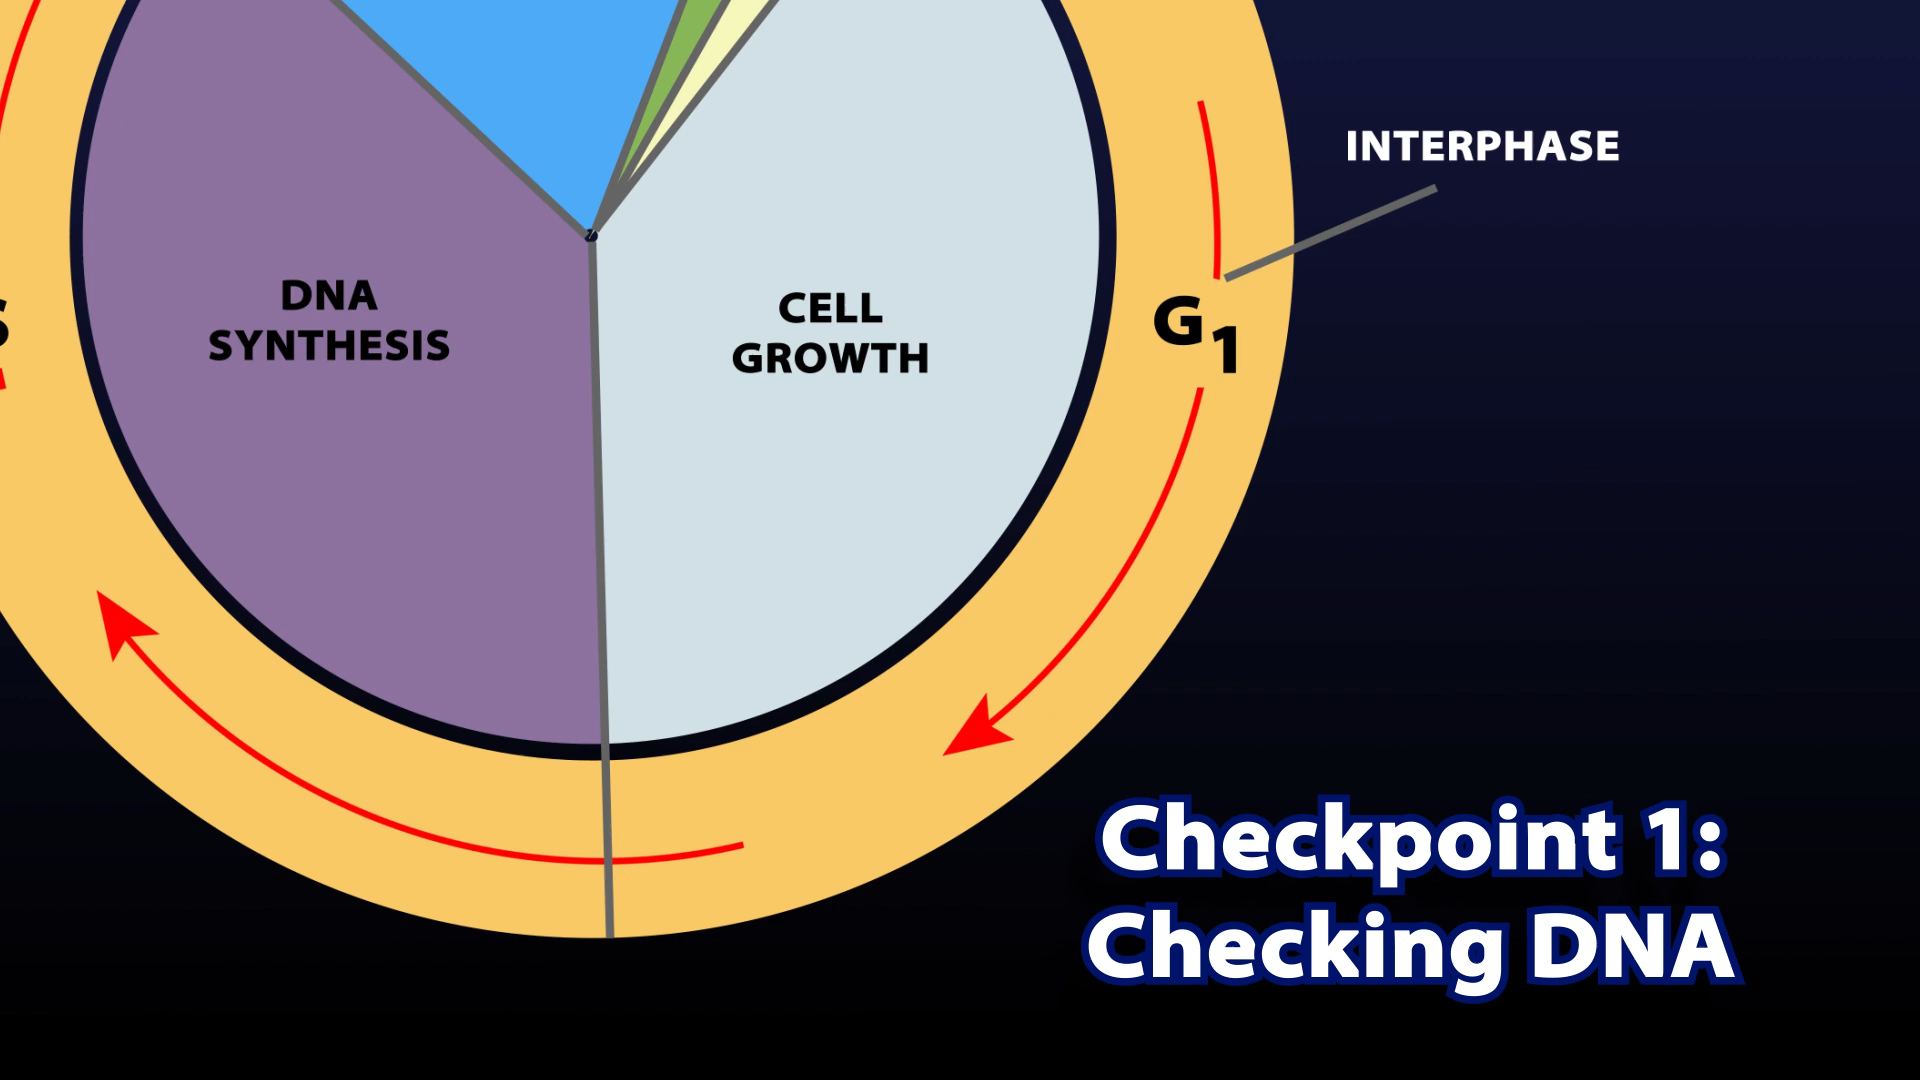 INTERPHASE
DNA
SYNTHESIS
CELL
GROWTH
S
G1
Checkpoint 1:
Checking DNA